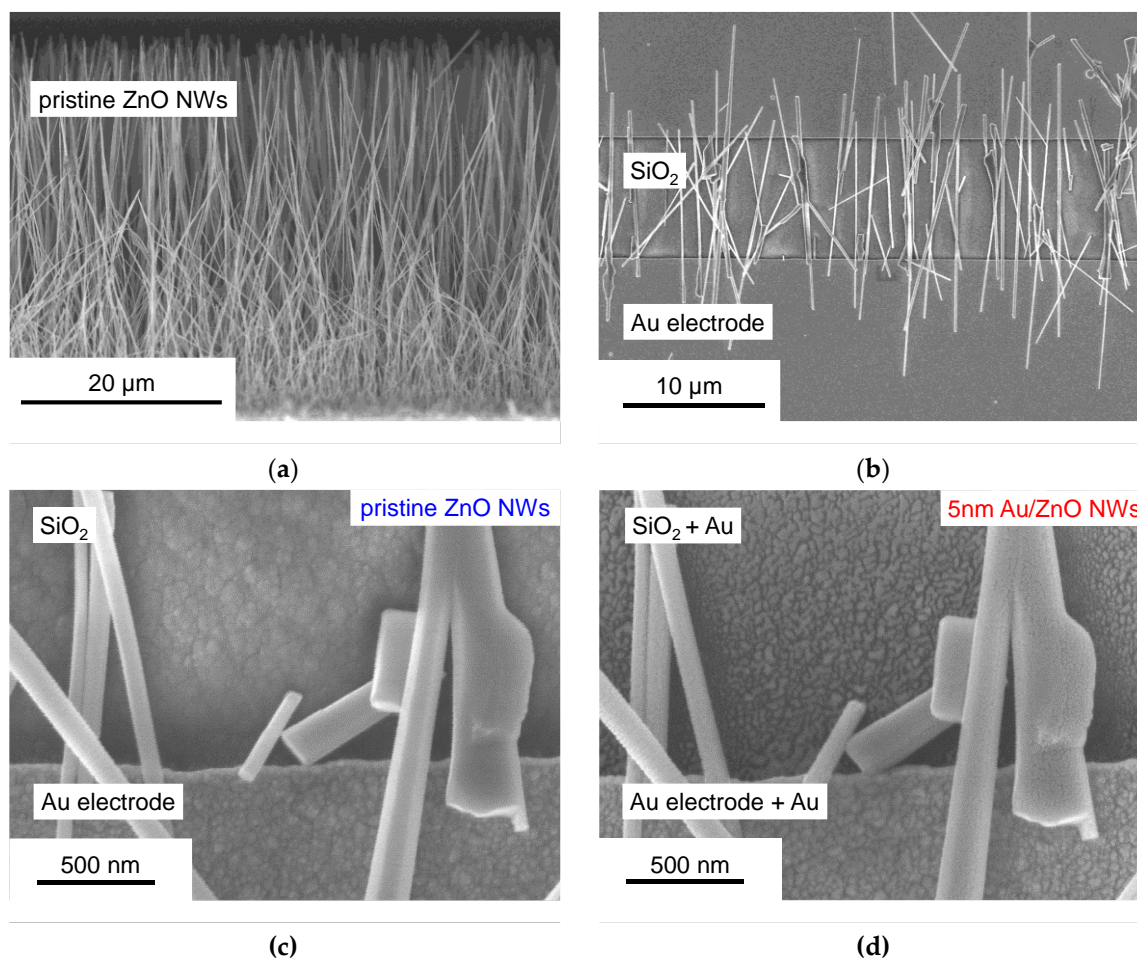 pristine ZnO NWs
20 µm
(a)
SiO₂
Au electrode
10 µm
(b)
SiO₂
pristine ZnO NWs
Au electrode
500 nm
(c)
SiO₂ + Au
5nm Au/ZnO NWs
Au electrode + Au
500 nm
(d)